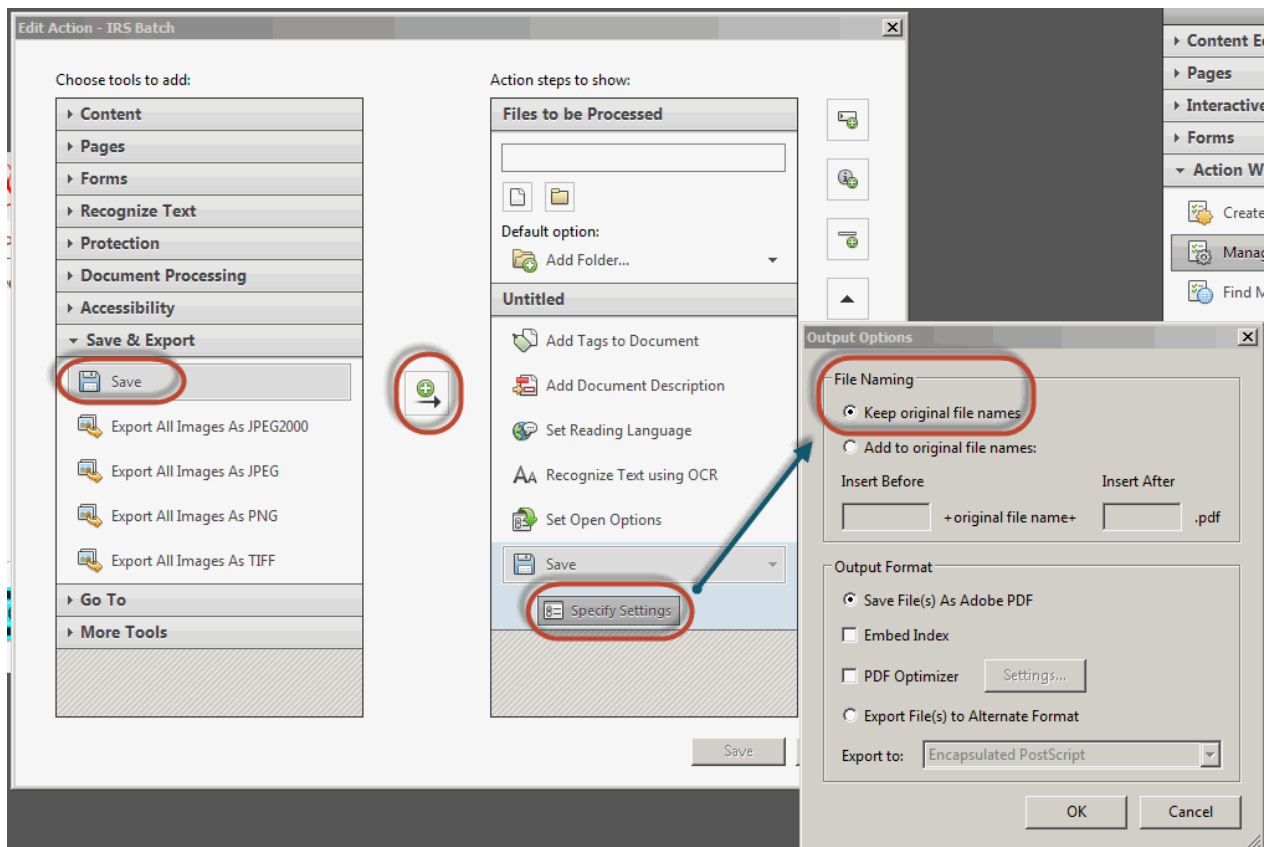 Edit Action - IRS Batch
Choose tools to add:
Content
Pages
Forms
Recognize Text
Protection
Document Processing
Accessibility
Save & Export
Save
Export All Images As JPEG2000
Export All Images As JPEG
Export All Images As PNG
Export All Images As TIFF
Go To
More Tools
Action steps to show:
Files to be Processed
Default option:
Add Folder...
Untitled
Add Tags to Document
Add Document Description
Set Reading Language
Recognize Text using OCR
Set Open Options
Save
Specify Settings
Save
Content E
Pages
Interactive
Forms
Action W
Create
Manag
Find M
Output Options
File Naming
Keep original file names
Add to original file names:
Insert Before Insert After
+original file name+ .pdf
Output Format
Save File(s) As Adobe PDF
Embed Index
PDF Optimizer Settings...
Export File(s) to Alternate Format
Export to: Encapsulated PostScript
OK Cancel